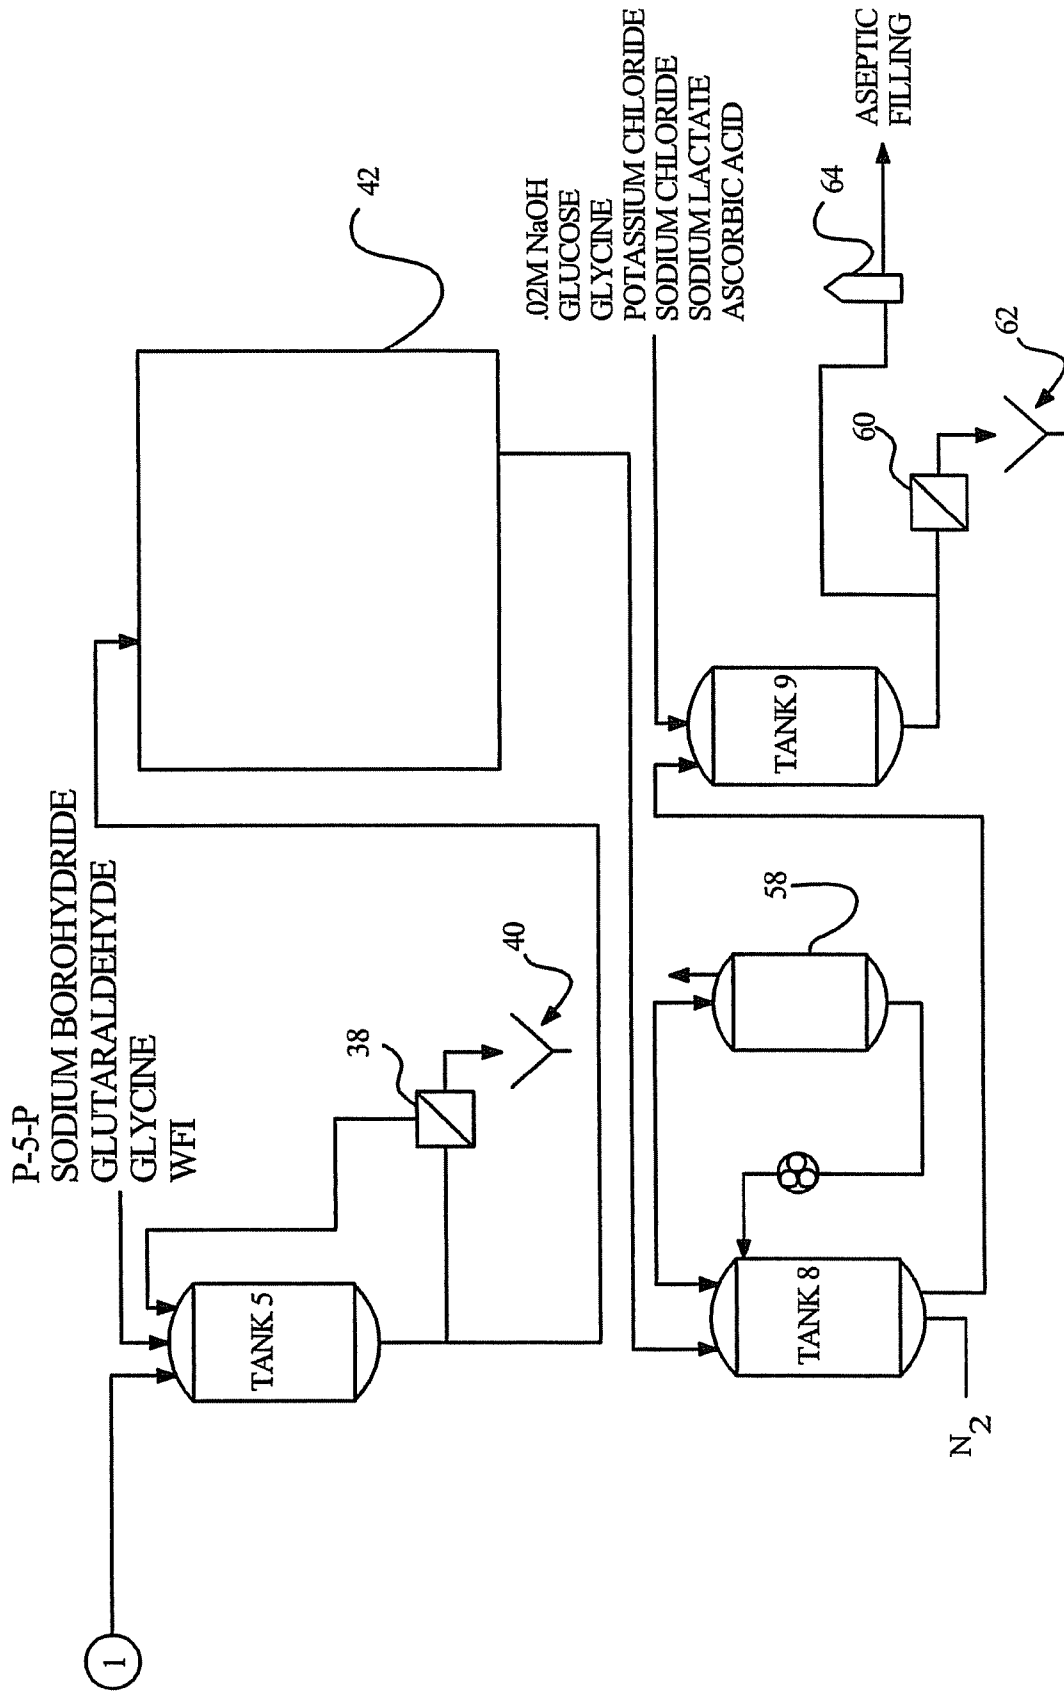 P-5-P
SODIUM BOROHYDRIDE
GLUTARALDEHYDE
GLYCINE
WFI
1
TANK 5
38
40
42
.02M NaOH
GLUCOSE
GLYCINE
POTASSIUM CHLORIDE
SODIUM CHLORIDE
SODIUM LACTATE
ASCORBIC ACID
N2
TANK 8
58
TANK 9
60
62
64
ASEPTIC
FILLING